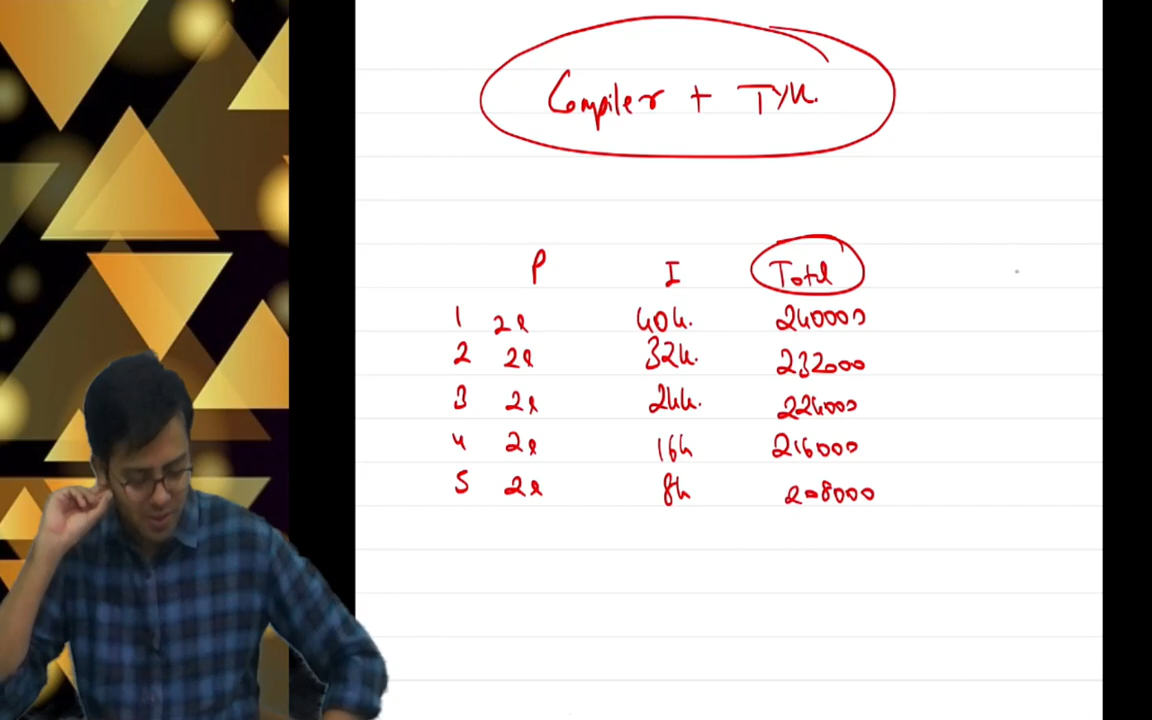 Compiler + TYK.
P I Total
1 2l 40k. 240000
2 2l 32k. 232000
3 2l 24k. 224000
4 2l 16k 216000
5 2l 8k 208000